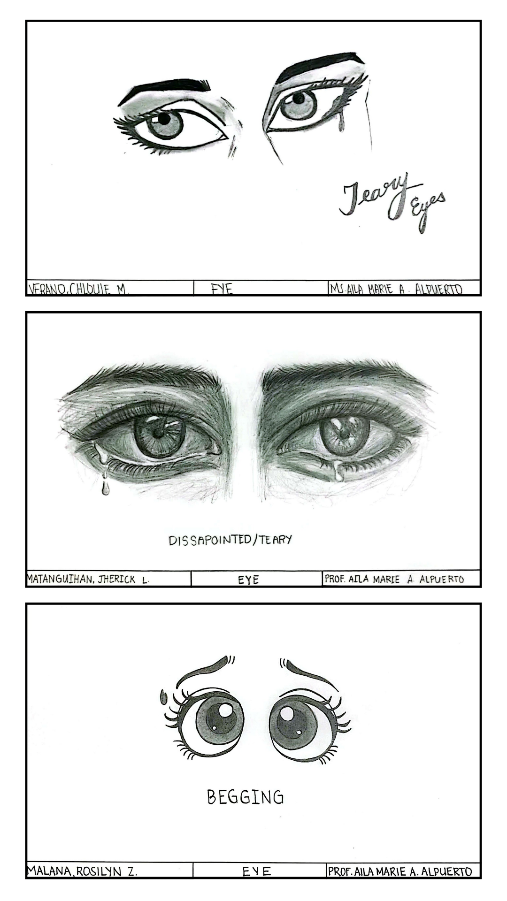 Teary
Eyes
VERANO, CHLOUIE M. EYE MS AILA MARIE A. ALPUERTO
DISSAPOINTED/TEARY
MATANGUIHAN, JHERICK L. EYE PROF. AILA MARIE A ALPUERTO
BEGGING
MALANA, ROSILYN Z. EYE PROF. AILA MARIE A. ALPUERTO